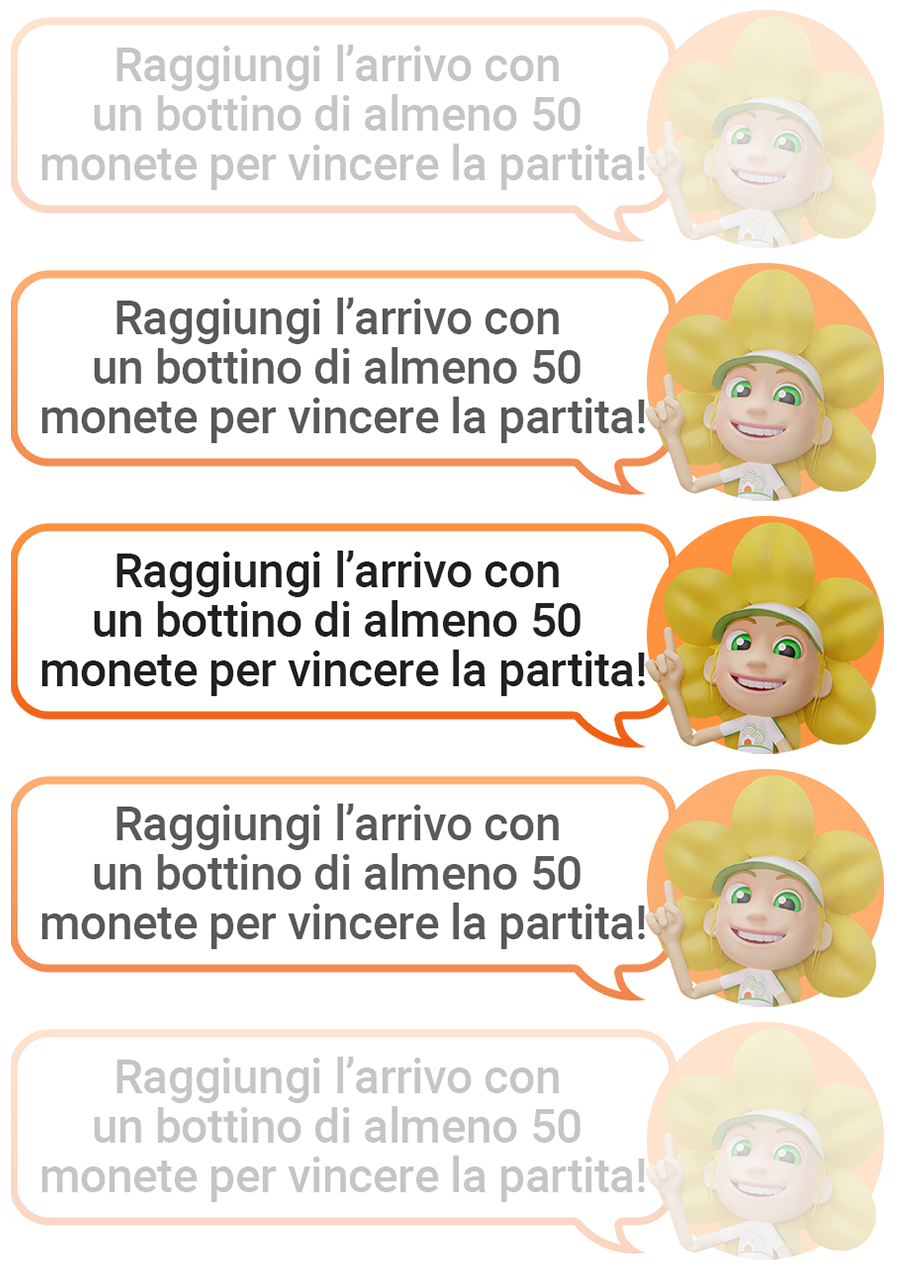 Raggiungi l’arrivo con
un bottino di almeno 50
monete per vincere la partita!
Raggiungi l’arrivo con
un bottino di almeno 50
monete per vincere la partita!
Raggiungi l’arrivo con
un bottino di almeno 50
monete per vincere la partita!
Raggiungi l’arrivo con
un bottino di almeno 50
monete per vincere la partita!
Raggiungi l’arrivo con
un bottino di almeno 50
monete per vincere la partita!